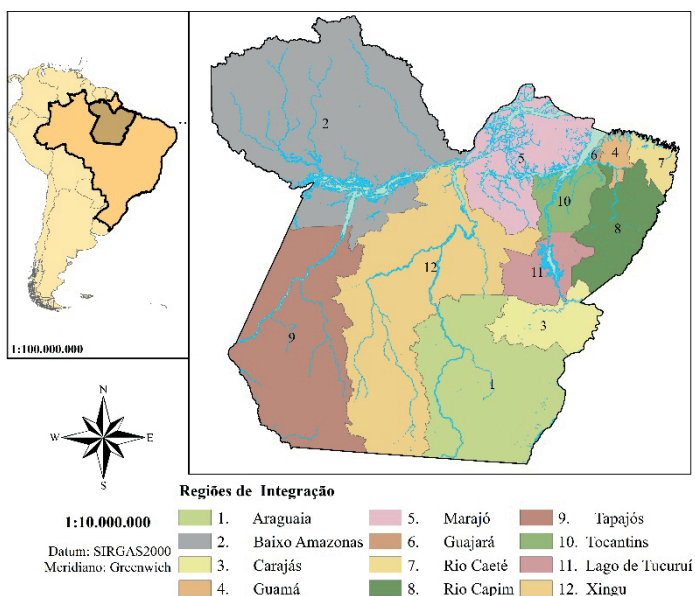 2
4
5
6
7
10
8
12
11
3
9
1
1:100.000.000
N
W
E
S
1:10.000.000
Datum: SIRGAS2000
Meridiano: Greenwich
Regiões de Integração
1. Araguaia
2. Baixo Amazonas
3. Carajás
4. Guamá
5. Marajó
6. Guajará
7. Rio Caeté
8. Rio Capim
9. Tapajós
10. Tocantins
11. Lago de Tucuruí
12. Xingu